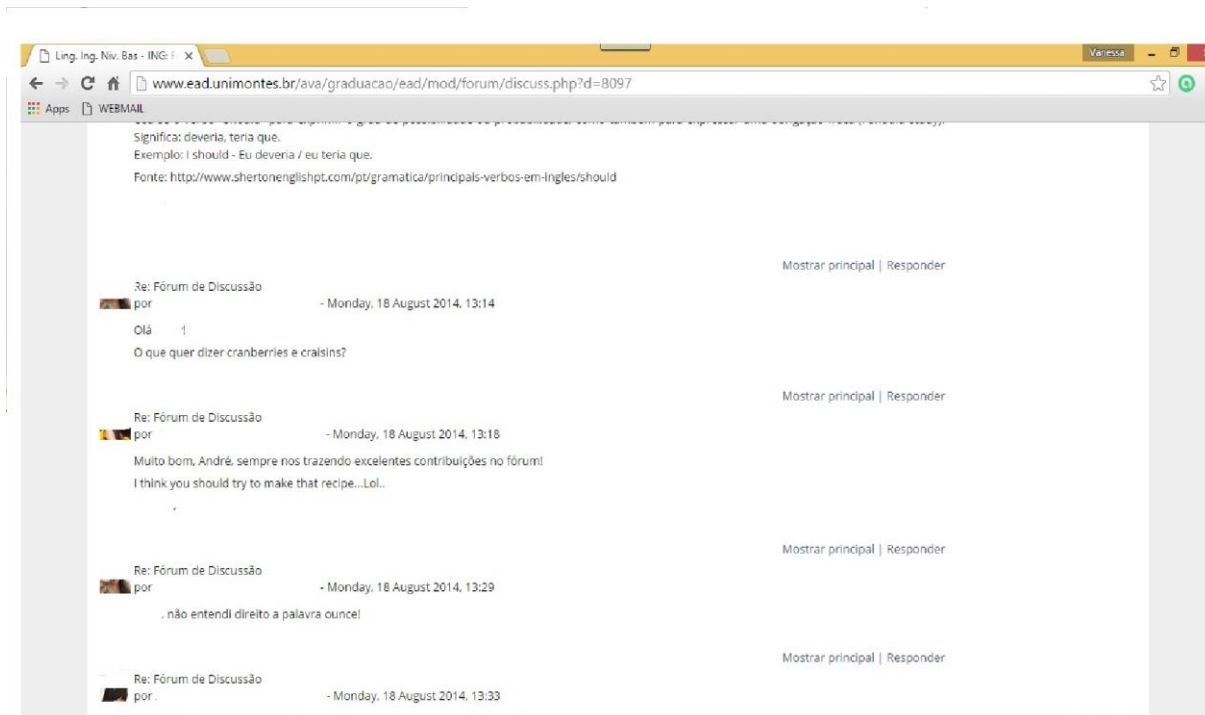 Ling. Ing. Niv. Bas - ING: F
Vanessa
www.ead.unimontes.br/ava/graduacao/ead/mod/forum/discuss.php?d=8097
Apps WEBMAIL
Significa: deveria, teria que.
Exemplo: I should - Eu deveria / eu teria que.
Fonte: http://www.shertonenglishpt.com/pt/gramatica/principais-verbos-em-ingles/should
Mostrar principal | Responder
Re: Fórum de Discussão
por - Monday, 18 August 2014, 13:14
Olá !
O que quer dizer cranberries e craisins?
Mostrar principal | Responder
Re: Fórum de Discussão
por - Monday, 18 August 2014, 13:18
Muito bom, André, sempre nos trazendo excelentes contribuições no fórum!
I think you should try to make that recipe...Lol..
Mostrar principal | Responder
Re: Fórum de Discussão
por - Monday, 18 August 2014, 13:29
. não entendi direito a palavra ounce!
Mostrar principal | Responder
Re: Fórum de Discussão
por - Monday, 18 August 2014, 13:33